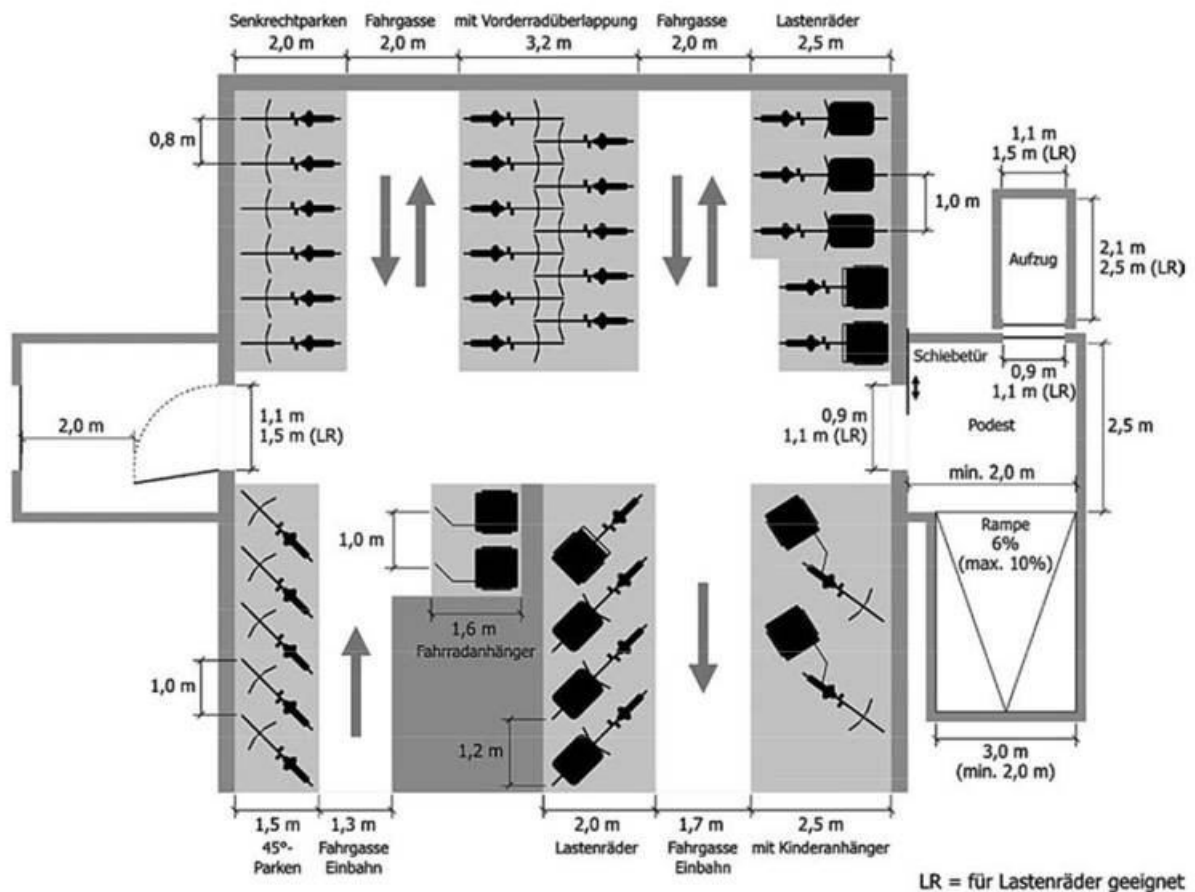 Senkrechtparken
2,0 m
Fahrgasse
2,0 m
mit Vorderradüberlappung
3,2 m
Fahrgasse
2,0 m
Lastenräder
2,5 m
0,8 m
1,0 m
1,1 m
1,5 m (LR)
Aufzug
2,1 m
2,5 m (LR)
Schiebetür
0,9 m
1,1 m (LR)
2,0 m
1,1 m
1,5 m (LR)
0,9 m
1,1 m (LR)
Podest
2,5 m
min. 2,0 m
1,0 m
Rampe
6%
(max. 10%)
1,6 m
Fahrradanhänger
1,0 m
1,2 m
3,0 m
(min. 2,0 m)
1,5 m
45°-
Parken
1,3 m
Fahrgasse
Einbahn
2,0 m
Lastenräder
1,7 m
Fahrgasse
Einbahn
2,5 m
mit Kinderanhänger
LR = für Lastenräder geeignet